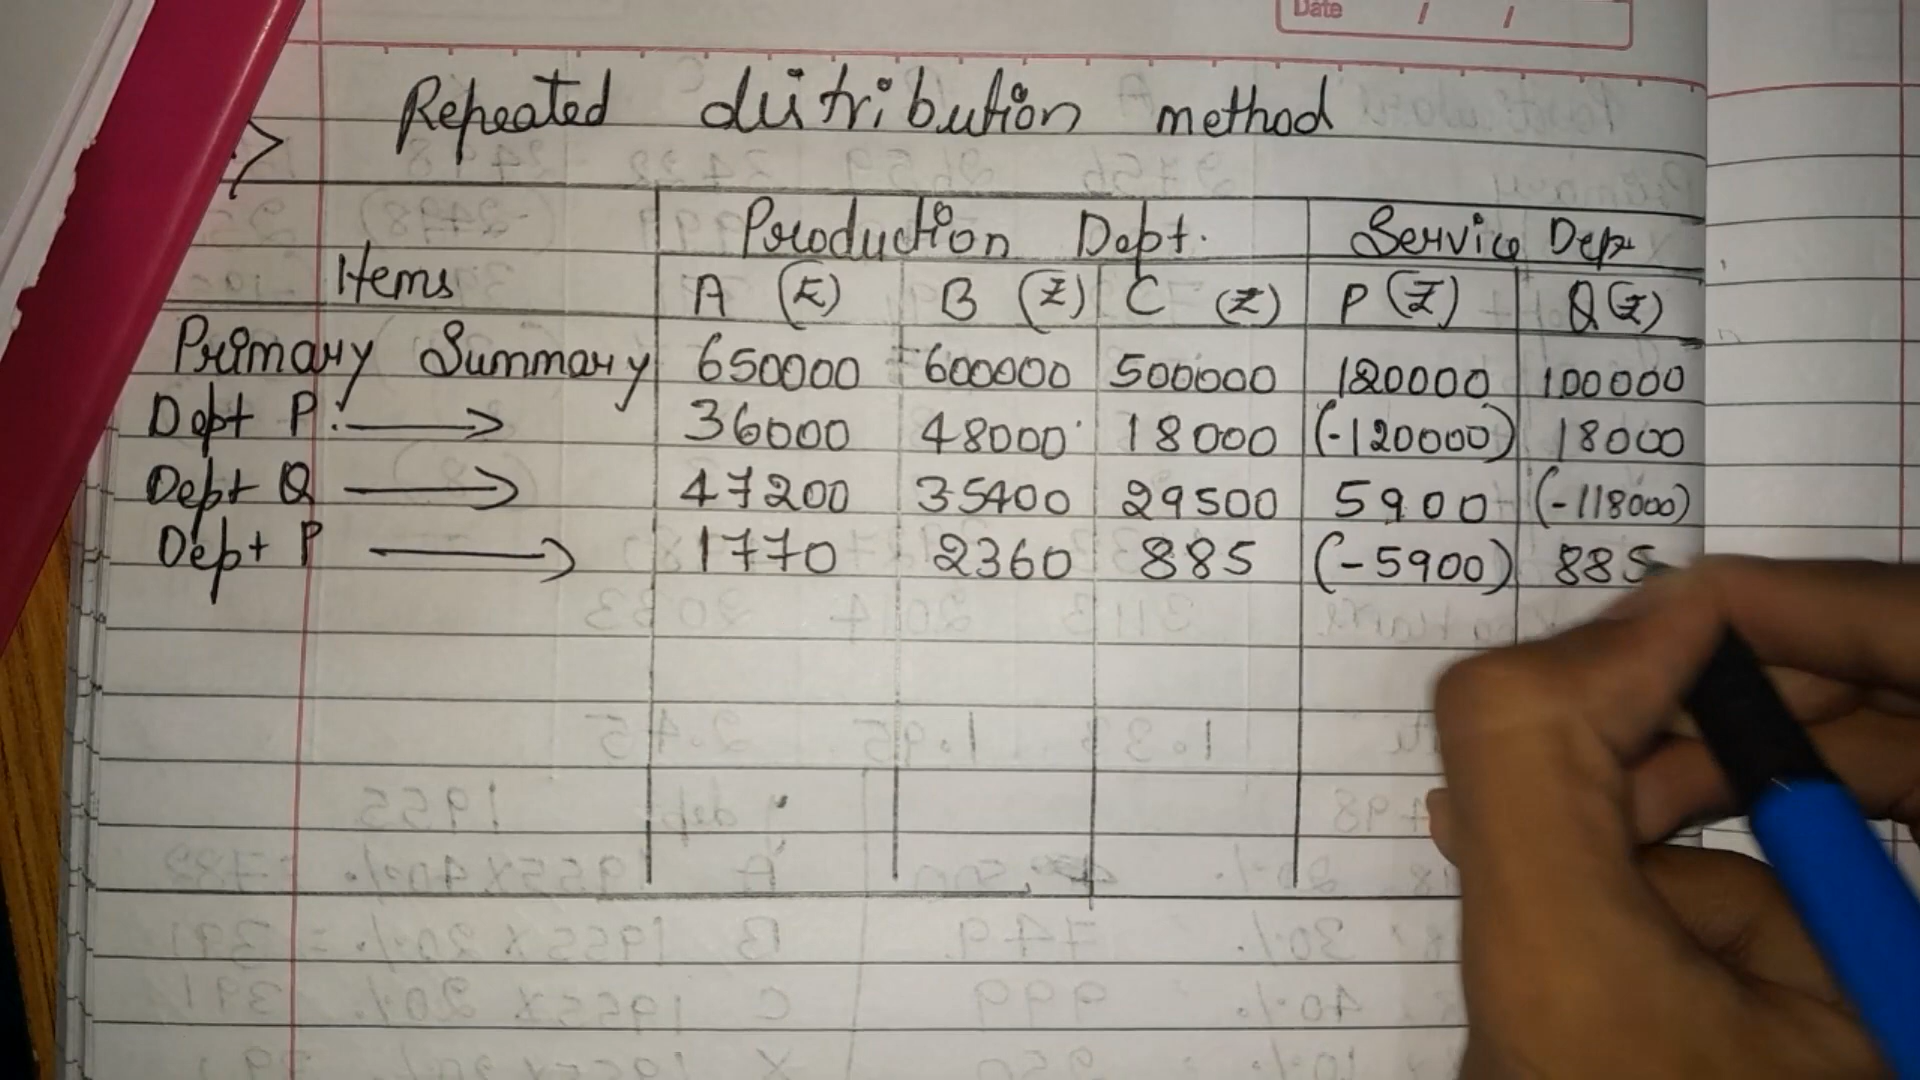 Date / /
Repeated distribution method
Production Dept. Service Dept
Items A (₹) B (₹) C (₹) P (₹) Q (₹)
Primary Summary 650000 600000 500000 120000 100000
Dept P. → 36000 48000 18000 (-120000) 18000
Dept Q → 47200 35400 29500 5900 (-118000)
Dept P → 1770 2360 885 (-5900) 885